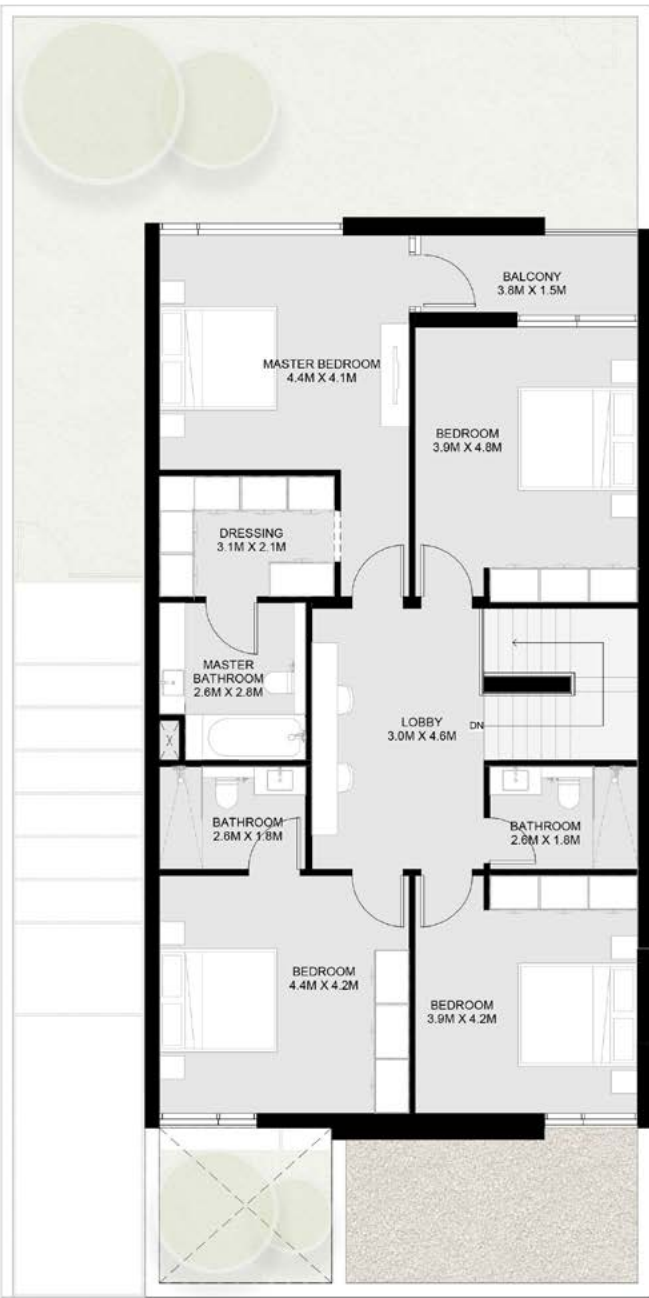 BALCONY
3.8M X 1.5M
MASTER BEDROOM
4.4M X 4.1M
BEDROOM
3.9M X 4.8M
DRESSING
3.1M X 2.1M
MASTER
BATHROOM
2.6M X 2.8M
LOBBY
3.0M X 4.6M
DN
BATHROOM
2.6M X 1.8M
BATHROOM
2.6M X 1.8M
BEDROOM
4.4M X 4.2M
BEDROOM
3.9M X 4.2M